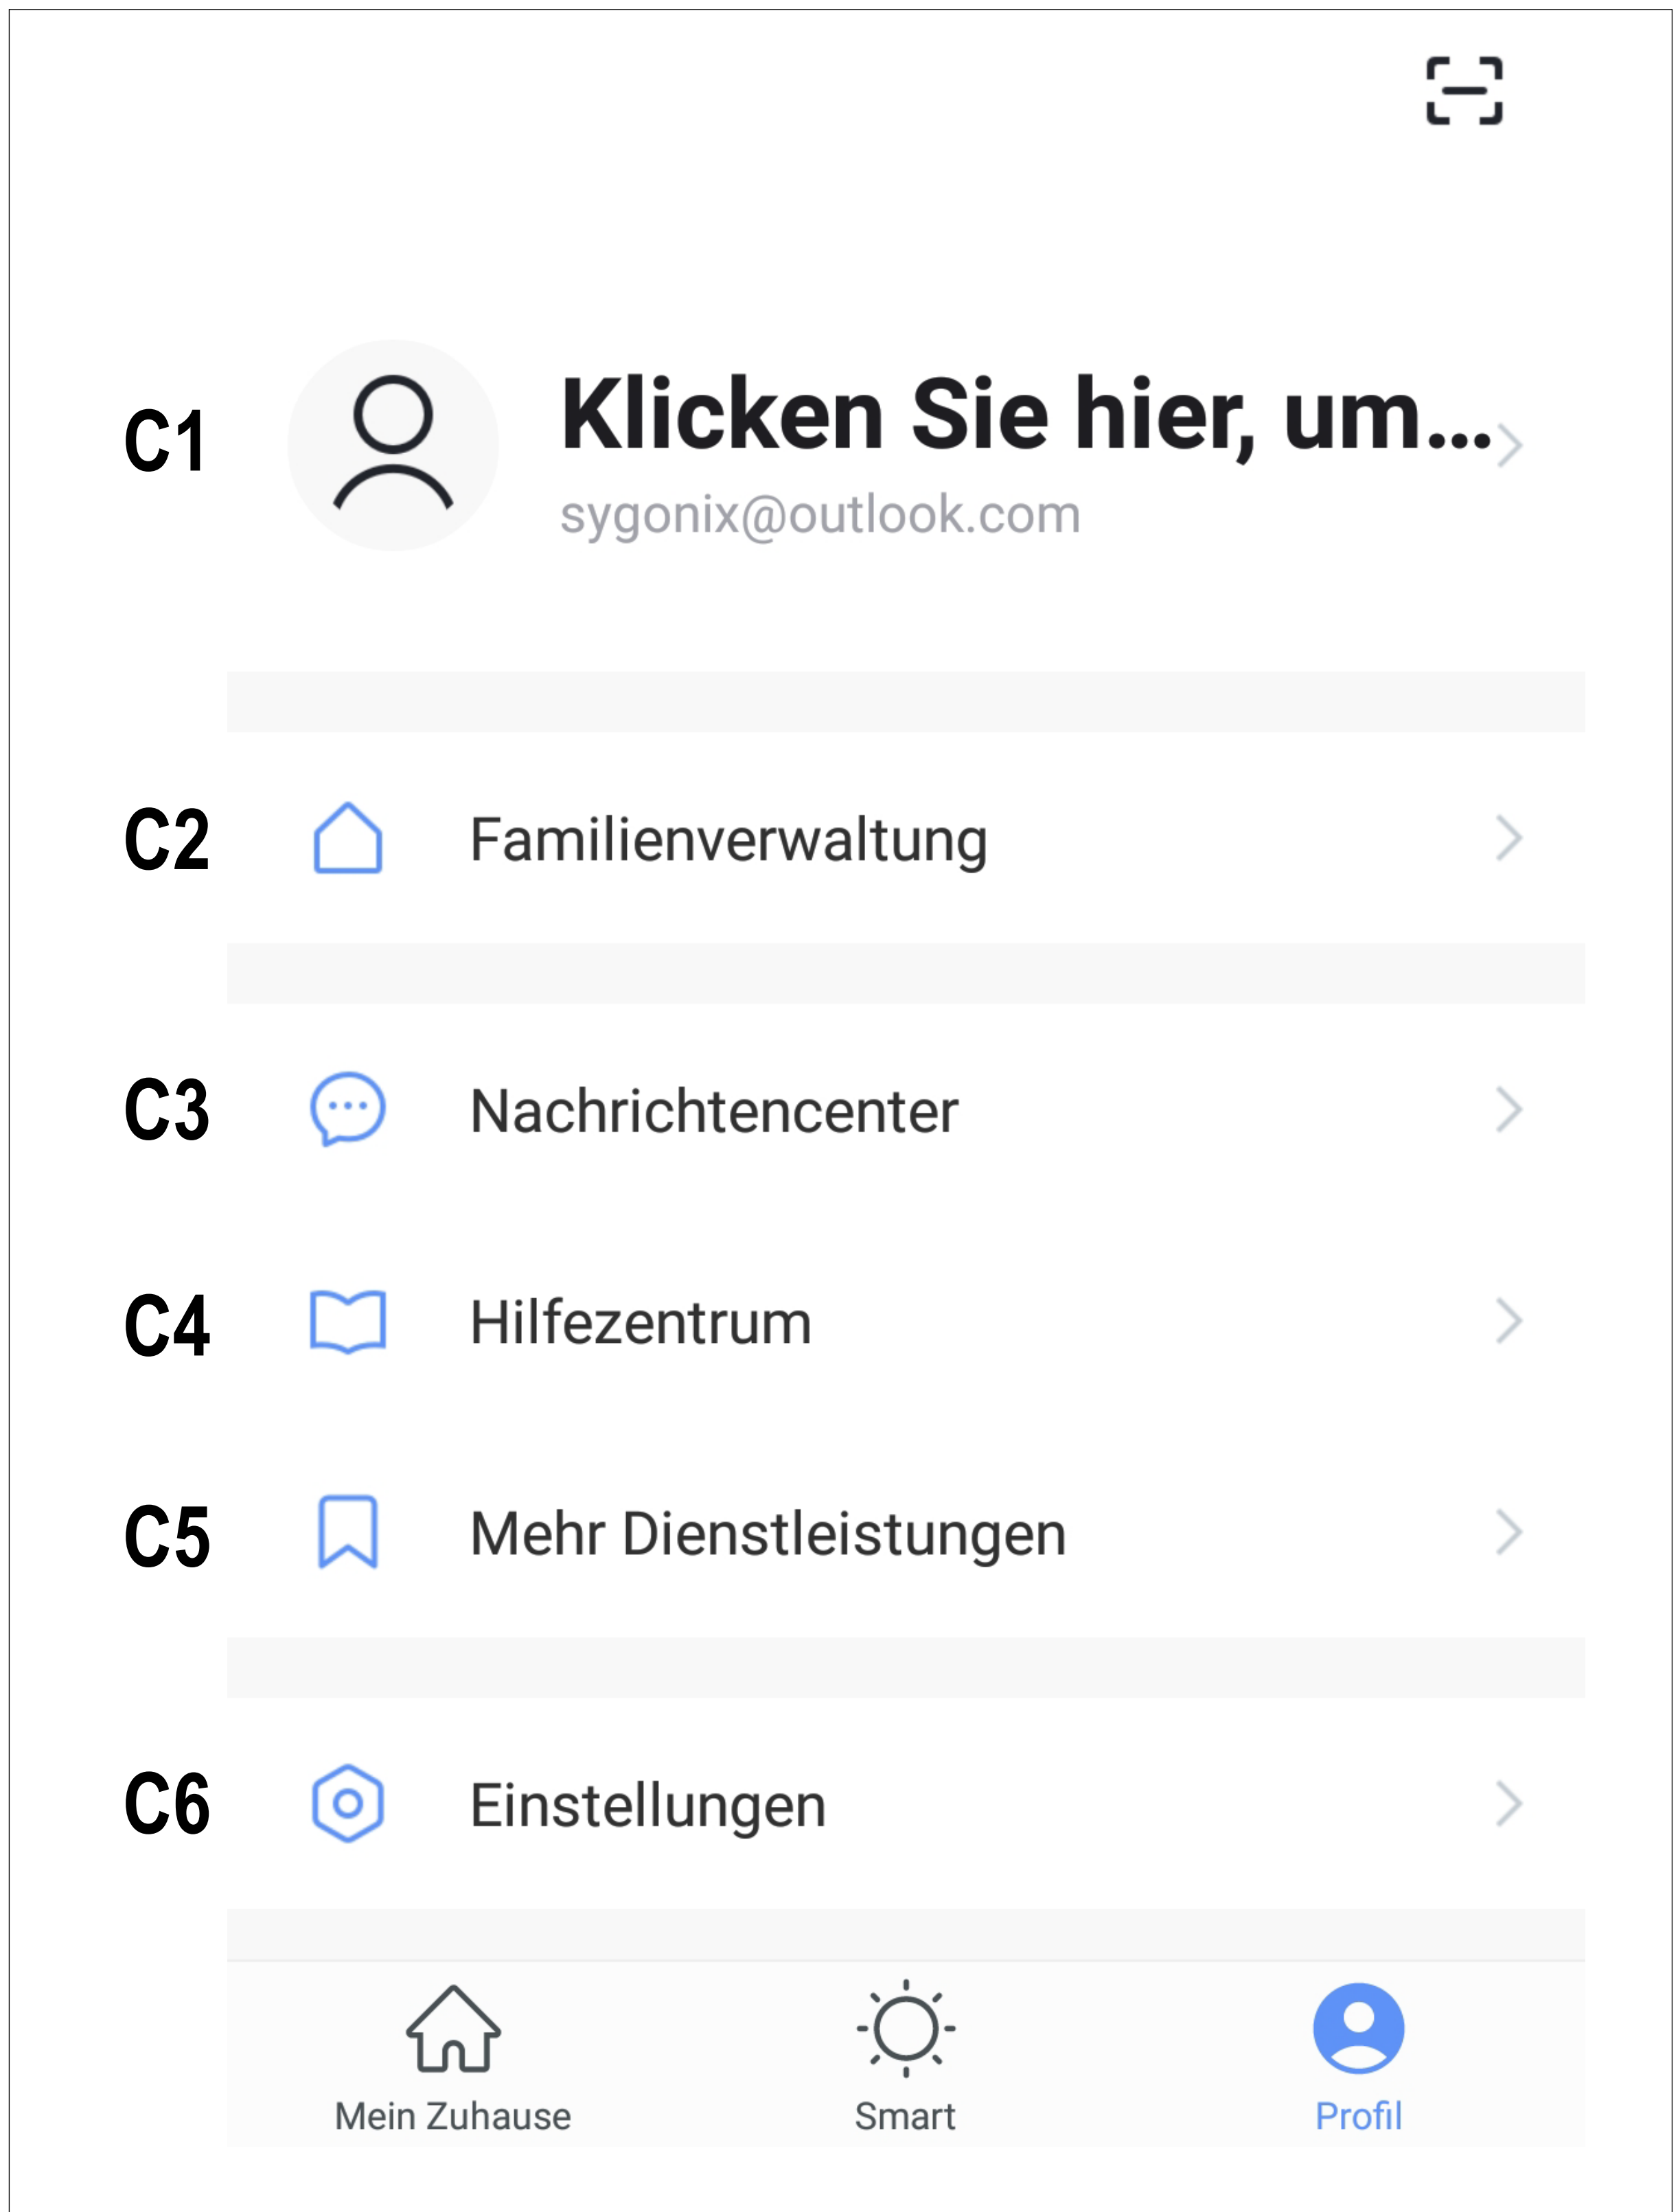 C1 Klicken Sie hier, um...
sygonix@outlook.com
C2 Familienverwaltung
C3 Nachrichtencenter
C4 Hilfezentrum
C5 Mehr Dienstleistungen
C6 Einstellungen
Mein Zuhause Smart Profil